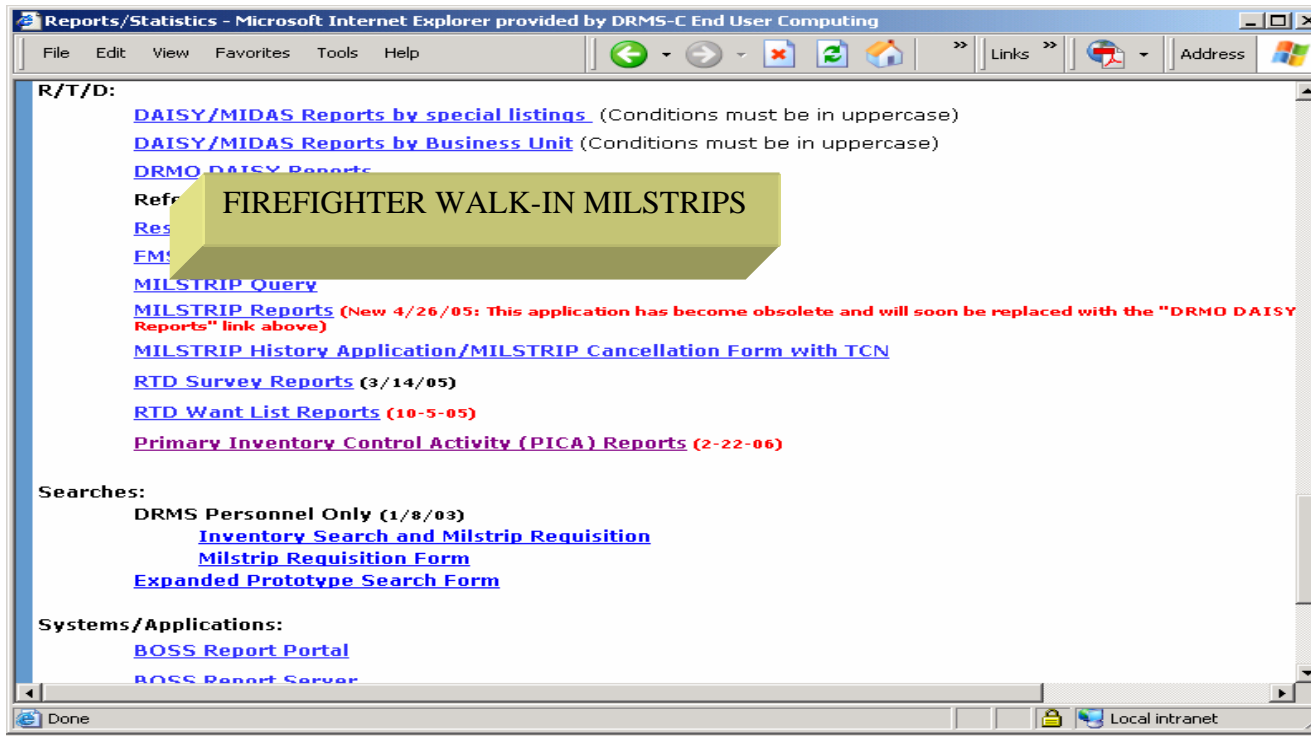 Reports/Statistics - Microsoft Internet Explorer provided by DRMS-C End User Computing
File Edit View Favorites Tools Help » Links » Address
R/T/D:
DAISY/MIDAS Reports by special listings (Conditions must be in uppercase)
DAISY/MIDAS Reports by Business Unit (Conditions must be in uppercase)
DRMO DAISY Reports
FIREFIGHTER WALK-IN MILSTRIPS
MILSTRIP Query
MILSTRIP Reports (New 4/26/05: This application has become obsolete and will soon be replaced with the "DRMO DAISY
Reports" link above)
MILSTRIP History Application/MILSTRIP Cancellation Form with TCN
RTD Survey Reports (3/14/05)
RTD Want List Reports (10-5-05)
Primary Inventory Control Activity (PICA) Reports (2-22-06)
Searches:
DRMS Personnel Only (1/8/03)
Inventory Search and Milstrip Requisition
Milstrip Requisition Form
Expanded Prototype Search Form
Systems/Applications:
BOSS Report Portal
BOSS Report Server
Done Local intranet